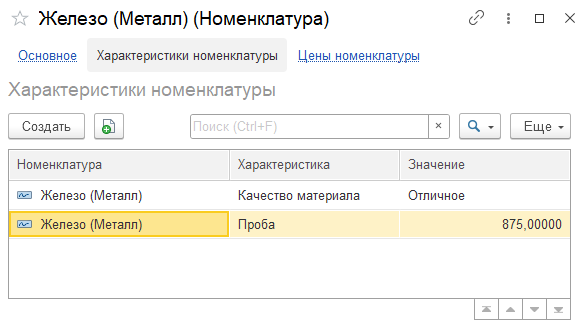 Железо (Металл) (Номенклатура)
Основное Характеристики номенклатуры Цены номенклатуры
Характеристики номенклатуры
Создать Поиск (Ctrl+F) × Еще
Номенклатура Характеристика Значение
Железо (Металл) Качество материала Отличное
Железо (Металл) Проба 875,00000